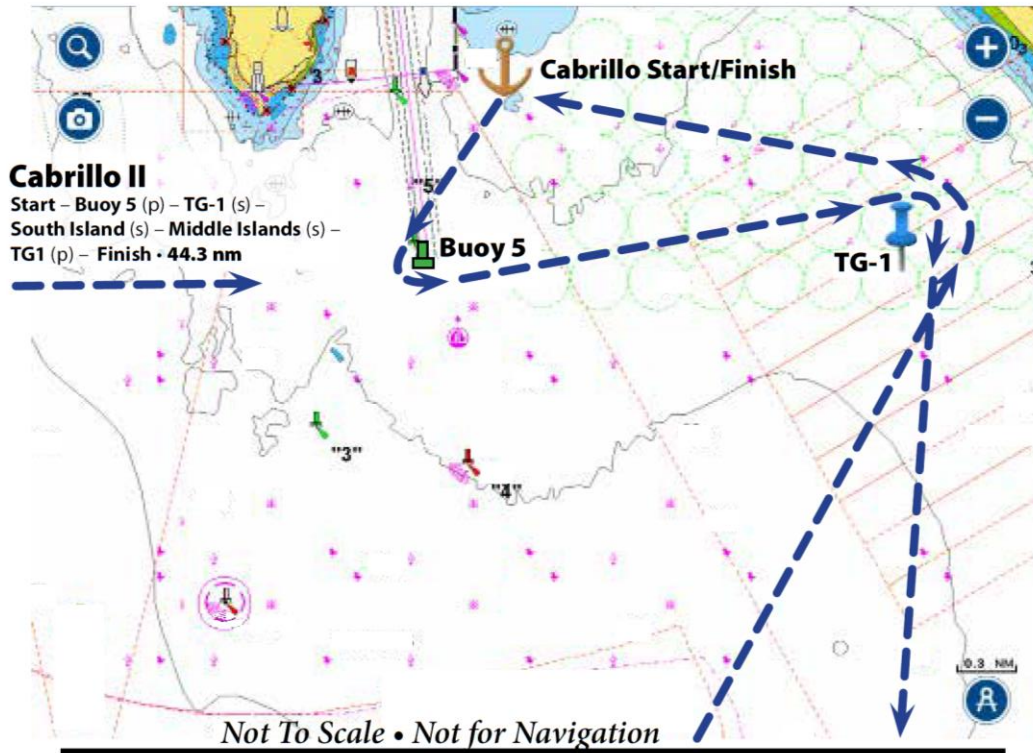 Cabrillo Start/Finish
3
Cabrillo II
Start – Buoy 5 (p) – TG-1 (s) –
South Island (s) – Middle Islands (s) –
TG1 (p) – Finish • 44.3 nm
"5"
Buoy 5
TG-1
"3"
"4"
0.3 NM
Not To Scale • Not for Navigation